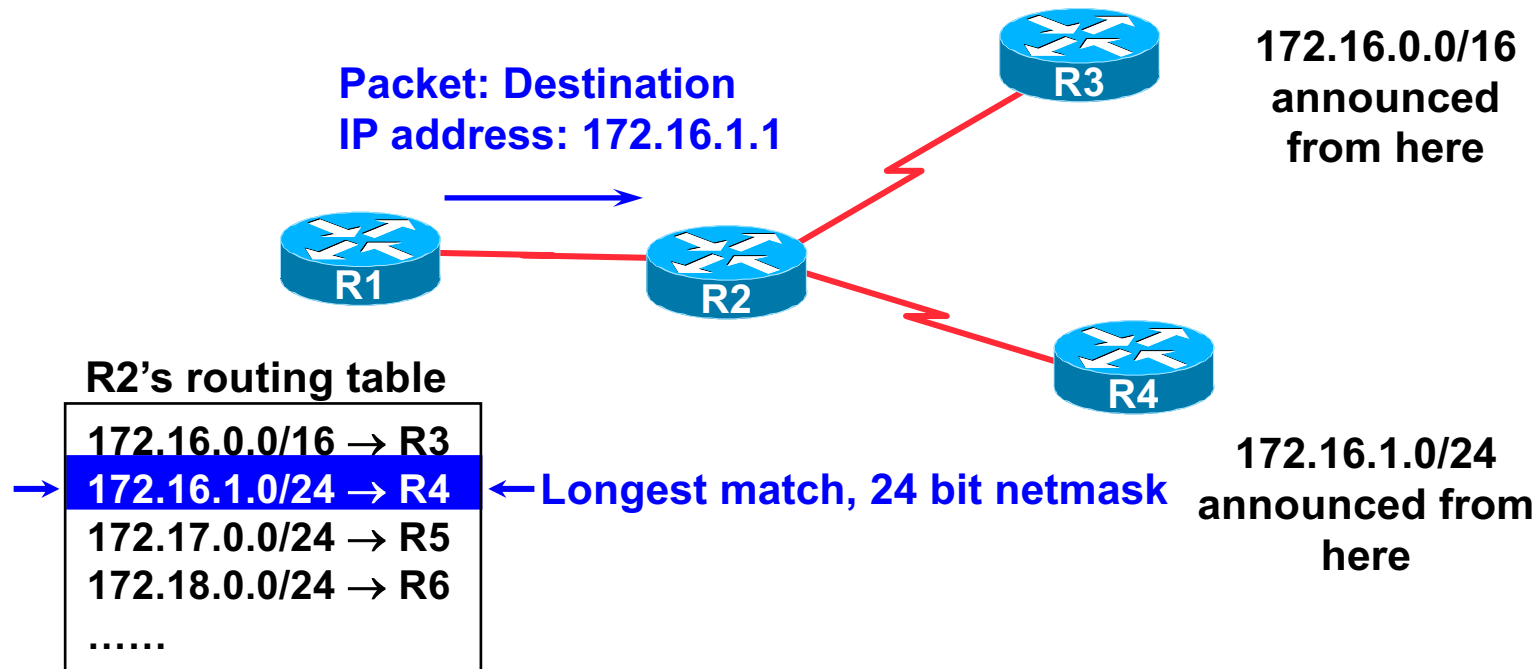 Packet: Destination
IP address: 172.16.1.1
R3
172.16.0.0/16
announced
from here
R1
R2
R4
172.16.1.0/24
announced from
here
R2’s routing table
172.16.0.0/16 → R3
172.16.1.0/24 → R4
Longest match, 24 bit netmask
172.17.0.0/24 → R5
172.18.0.0/24 → R6
......